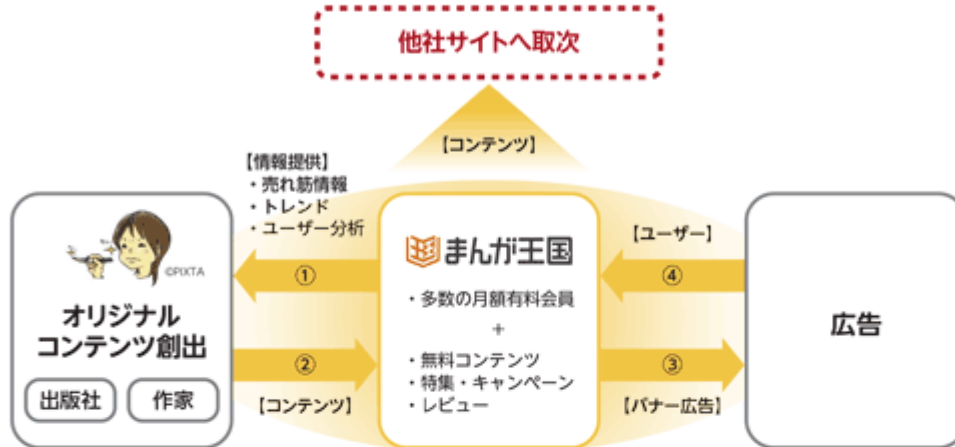 他社サイトへ取次
【コンテンツ】
【情報提供】
・売れ筋情報
・トレンド
・ユーザー分析
©PIXTA
オリジナル
コンテンツ創出
出版社
作家
①
②
【コンテンツ】
まんが王国
・多数の月額有料会員
+
・無料コンテンツ
・特集・キャンペーン
・レビュー
【ユーザー】
④
③
【バナー広告】
広告